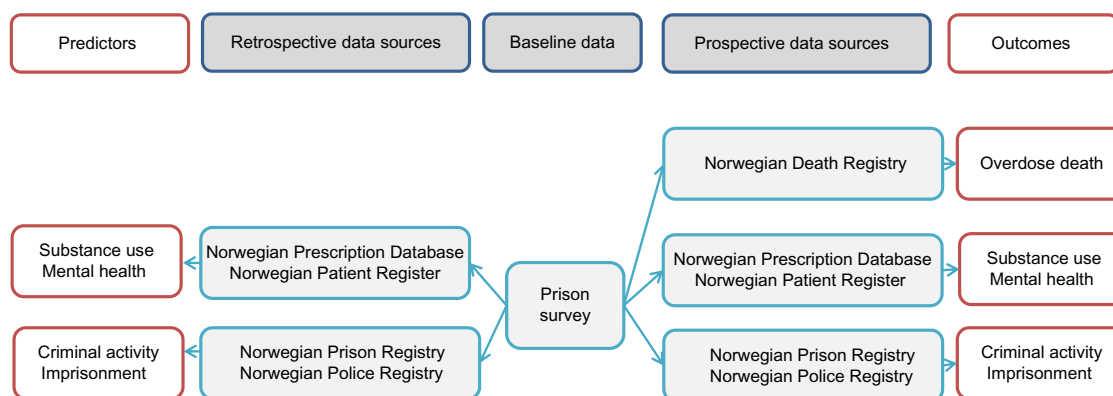 Predictors
Retrospective data sources
Baseline data
Prospective data sources
Outcomes
Norwegian Death Registry
Overdose death
Substance use
Mental health
Norwegian Prescription Database
Norwegian Patient Register
Prison
survey
Norwegian Prescription Database
Norwegian Patient Register
Substance use
Mental health
Criminal activity
Imprisonment
Norwegian Prison Registry
Norwegian Police Registry
Norwegian Prison Registry
Norwegian Police Registry
Criminal activity
Imprisonment